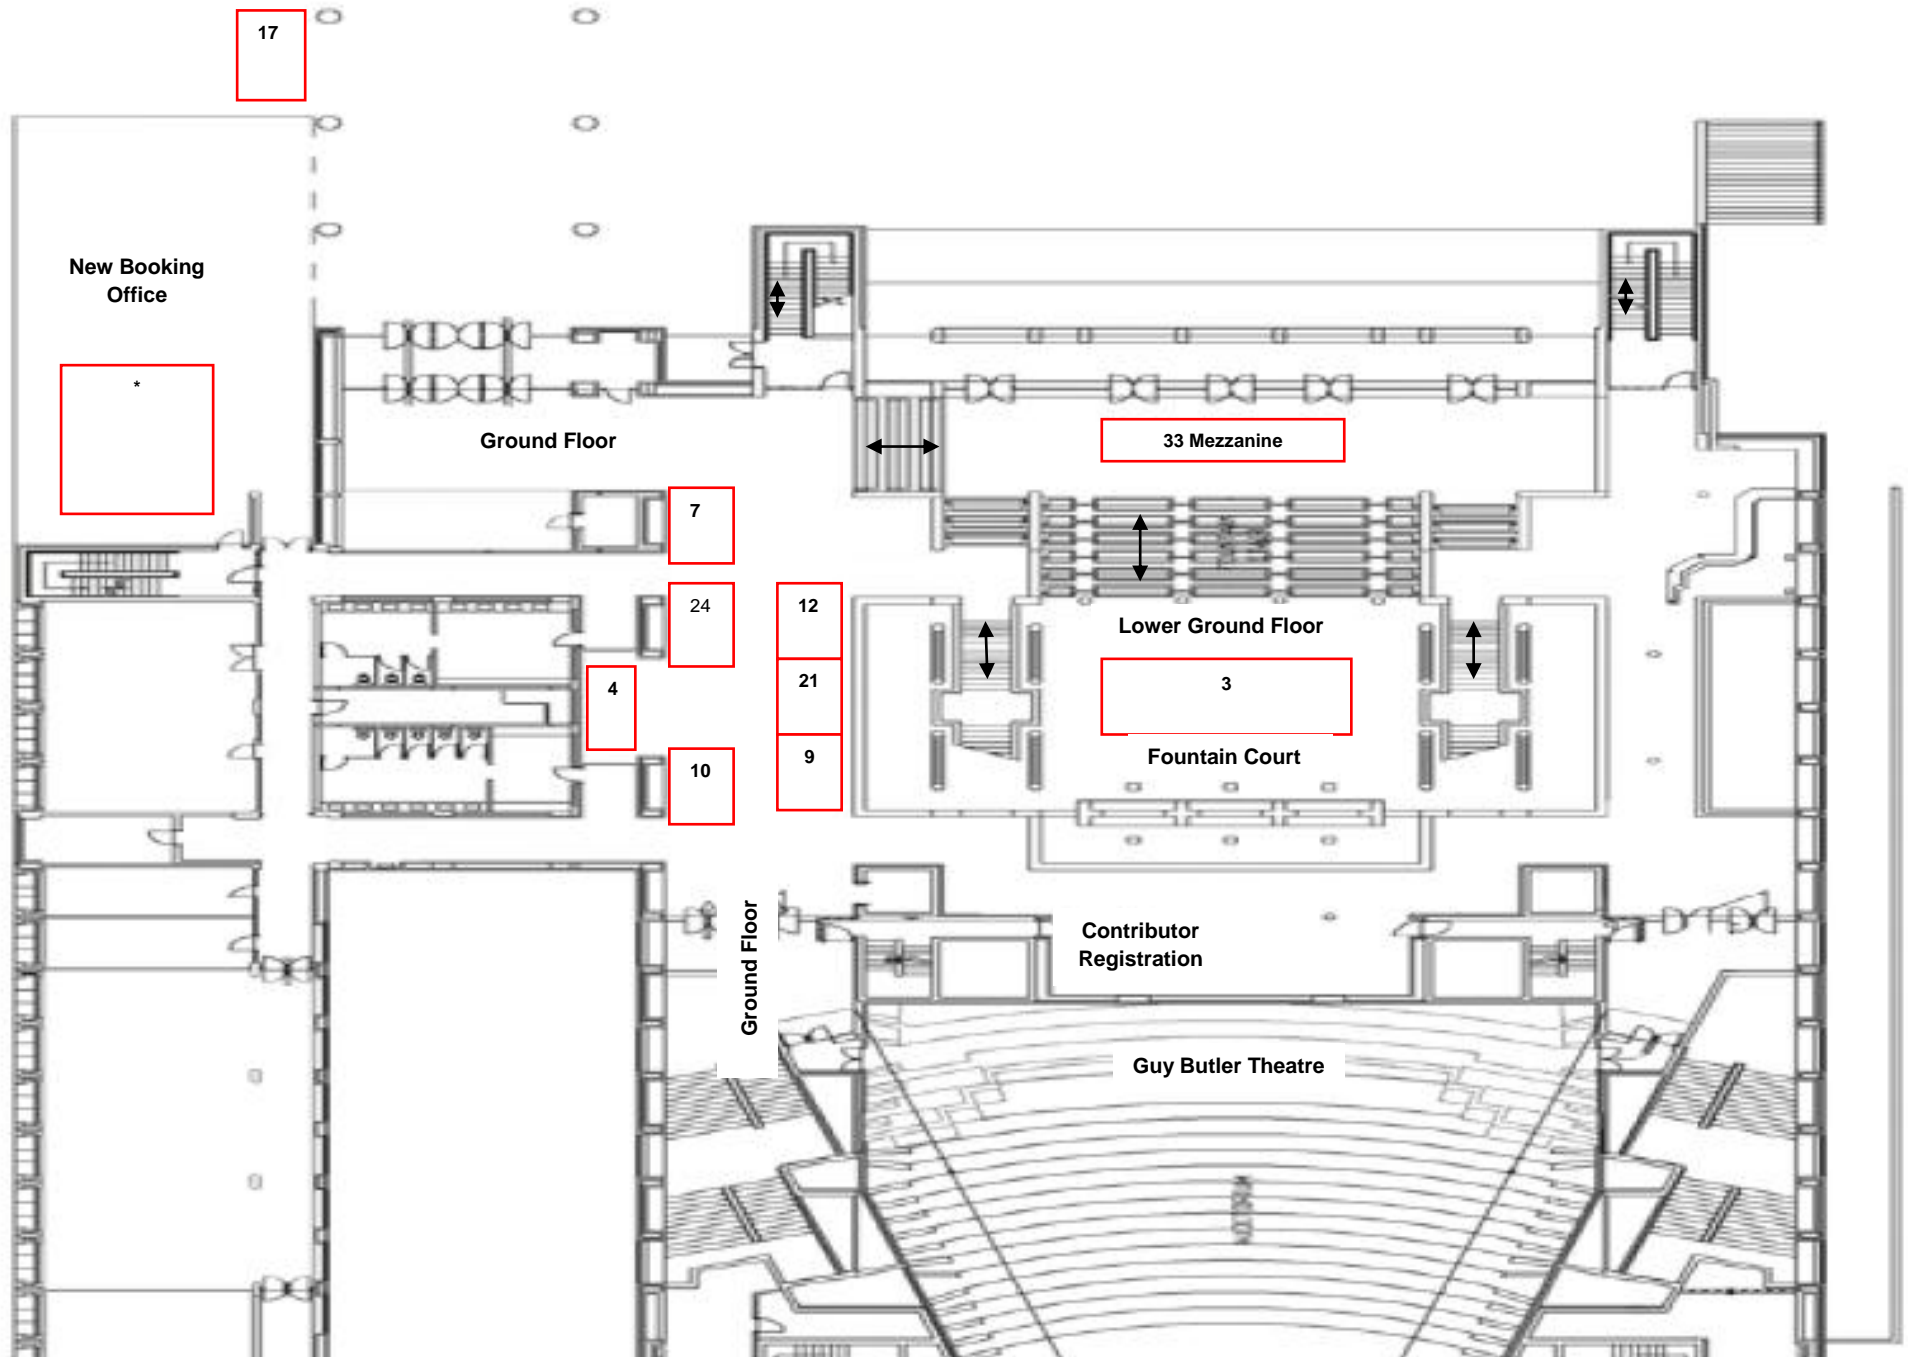 17
New Booking
Office
*
Ground Floor
33 Mezzanine
7
24
12
Lower Ground Floor
4
21
3
10
9
Fountain Court
Ground Floor
Contributor
Registration
Guy Butler Theatre
AUDITORIUM